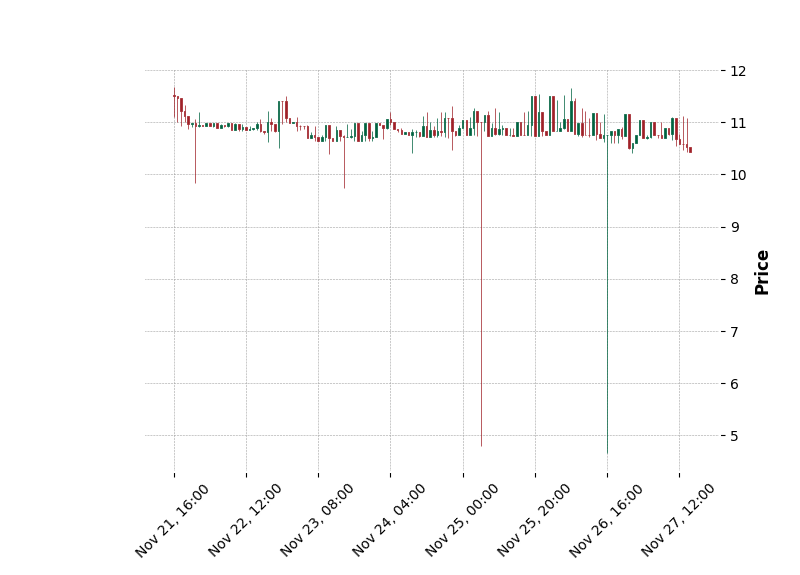 12
11
10
9
8
7
6
5
Price
Nov 21, 16:00
Nov 22, 12:00
Nov 23, 08:00
Nov 24, 04:00
Nov 25, 00:00
Nov 25, 20:00
Nov 26, 16:00
Nov 27, 12:00